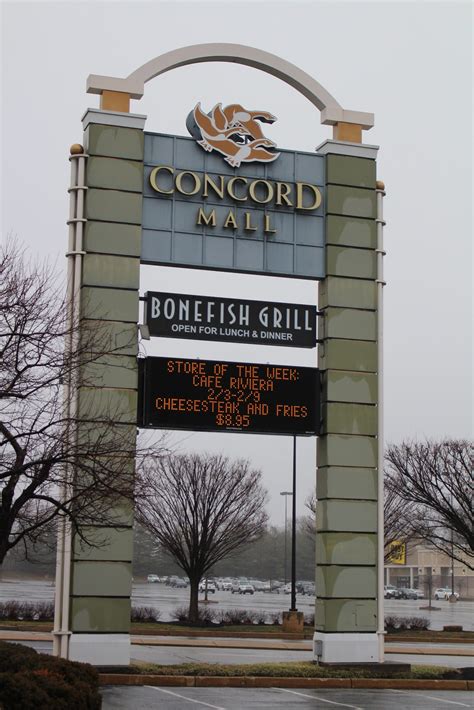 CONCORD
MALL
BONEFISH GRILL
OPEN FOR LUNCH & DINNER
STORE OF THE WEEK:
CAFE RIVIERA
2/3-2/9
CHEESESTEAK AND FRIES
$8.95